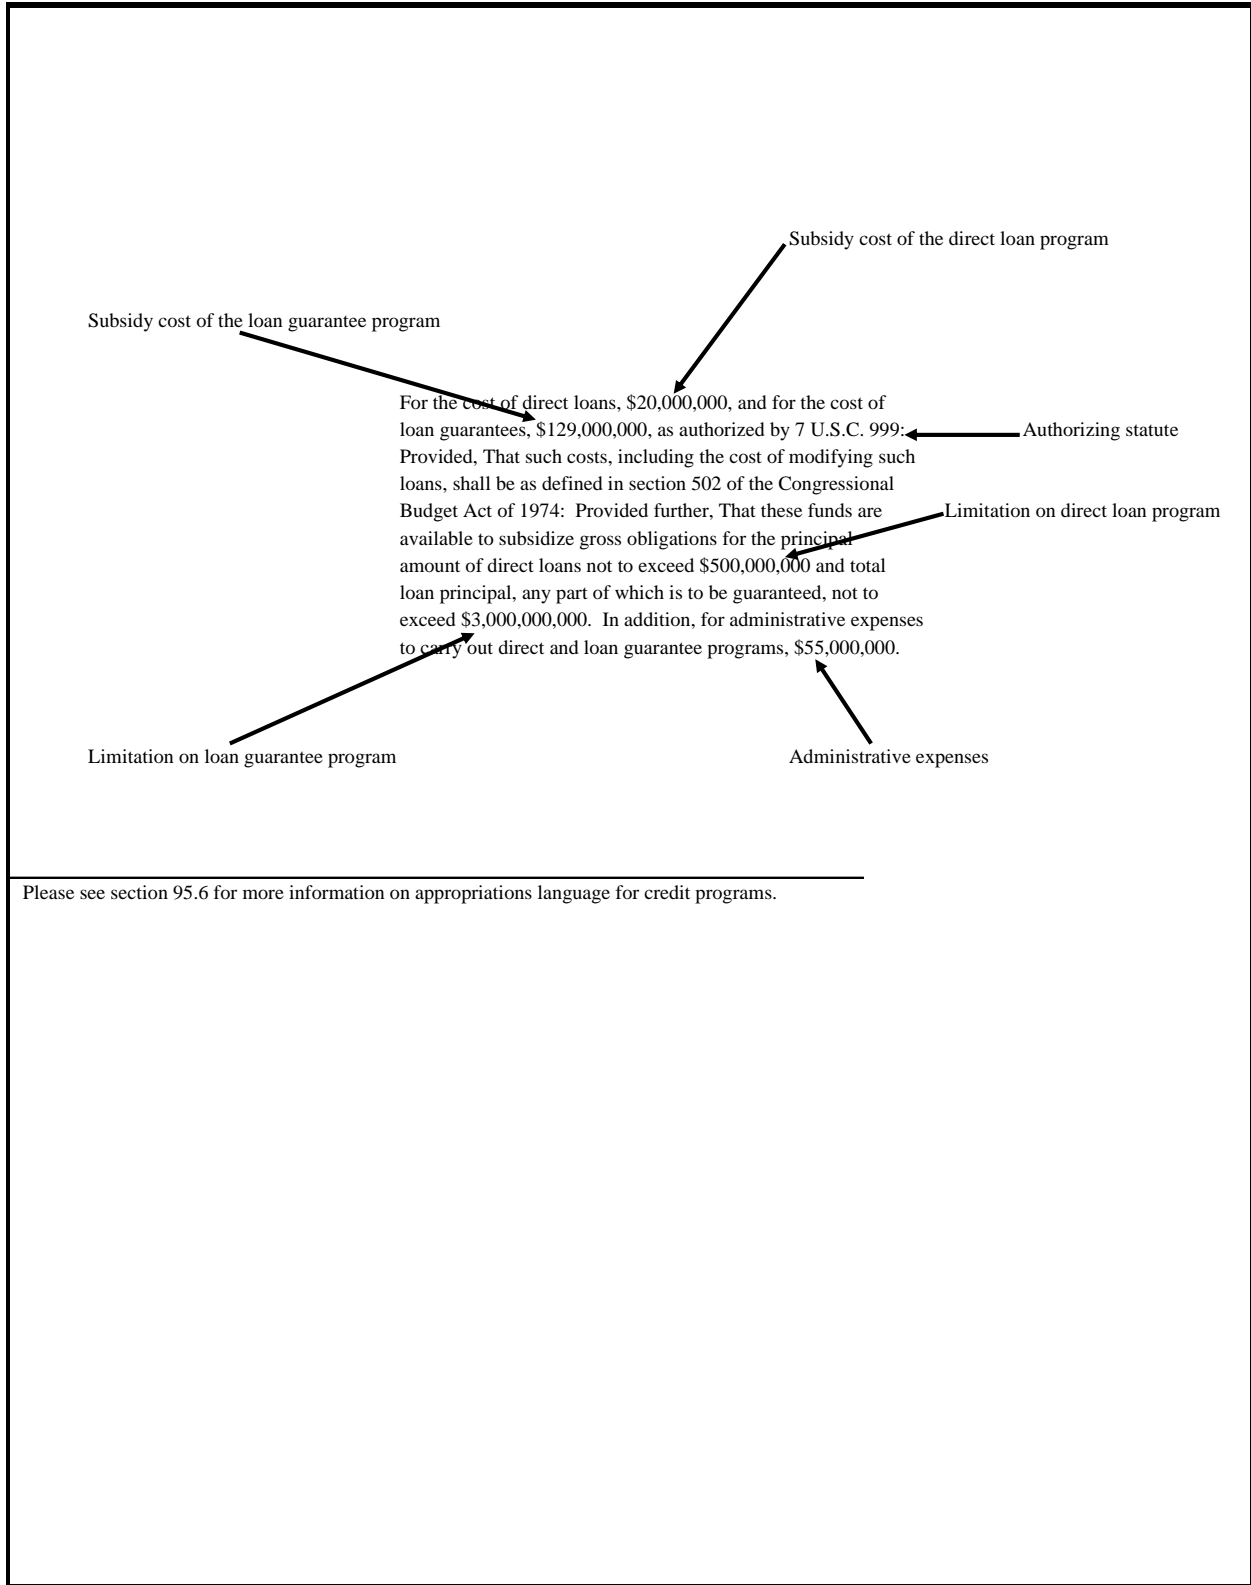 Subsidy cost of the direct loan program
Subsidy cost of the loan guarantee program
For the cost of direct loans, $20,000,000, and for the cost of
loan guarantees, $129,000,000, as authorized by 7 U.S.C. 999:
Authorizing statute
Provided, That such costs, including the cost of modifying such
loans, shall be as defined in section 502 of the Congressional
Budget Act of 1974:  Provided further, That these funds are
Limitation on direct loan program
available to subsidize gross obligations for the principal
amount of direct loans not to exceed $500,000,000 and total
loan principal, any part of which is to be guaranteed, not to
exceed $3,000,000,000.  In addition, for administrative expenses
to carry out direct and loan guarantee programs, $55,000,000.
Limitation on loan guarantee program
Administrative expenses
Please see section 95.6 for more information on appropriations language for credit programs.